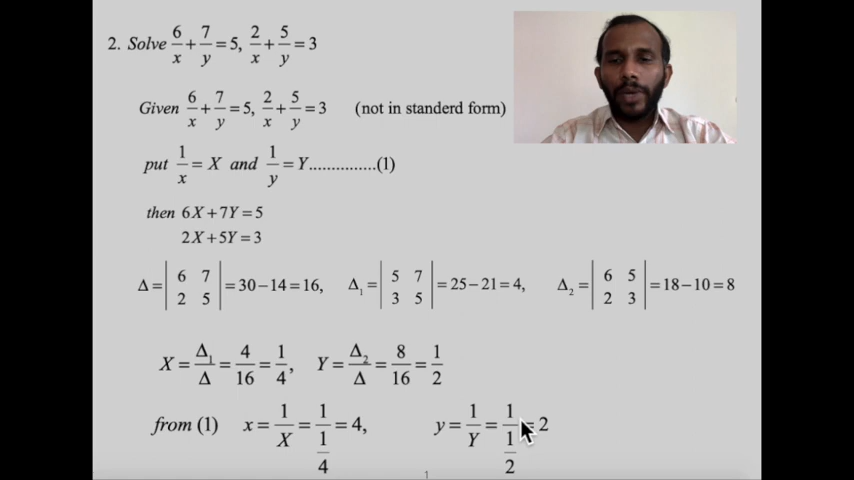 2. Solve 6/x + 7/y = 5, 2/x + 5/y = 3
Given 6/x + 7/y = 5, 2/x + 5/y = 3 (not in standerd form)
put 1/x = X and 1/y = Y...............(1)
then 6X+7Y=5
2X+5Y=3
Δ = |6 7; 2 5| = 30−14 = 16, Δ₁ = |5 7; 3 5| = 25−21 = 4, Δ₂ = |6 5; 2 3| = 18−10 = 8
X = Δ₁/Δ = 4/16 = 1/4, Y = Δ₂/Δ = 8/16 = 1/2
from (1) x = 1/X = 1/(1/4) = 4, y = 1/Y = 1/(1/2) = 2
1